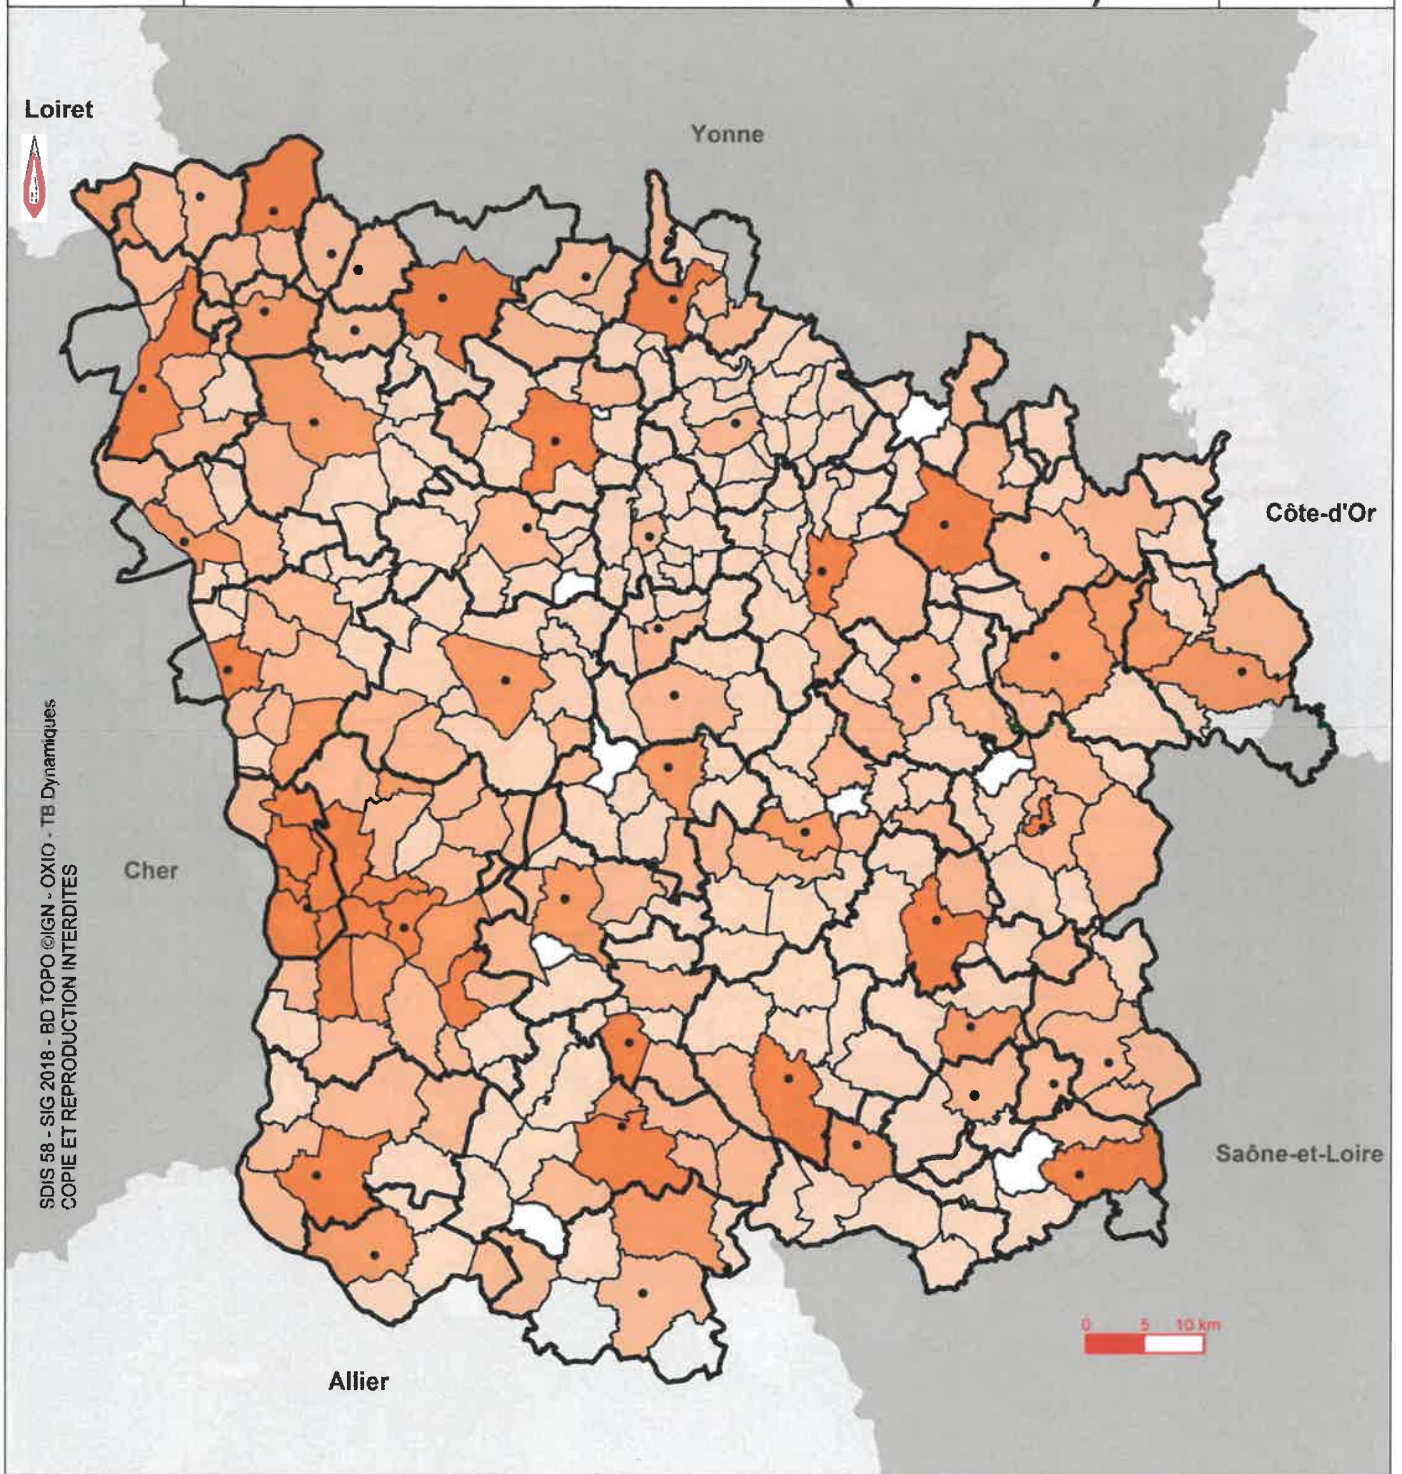 Loiret
Yonne
Côte-d'Or
Cher
SDIS 58 - SIG 2018 - BD TOPO ©IGN - OXIO - TB Dynamiques
COPIE ET REPRODUCTION INTERDITES
Saône-et-Loire
0 5 10 km
Allier